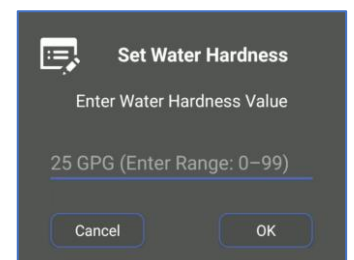 Set Water Hardness
Enter Water Hardness Value
25 GPG (Enter Range: 0–99)
Cancel OK